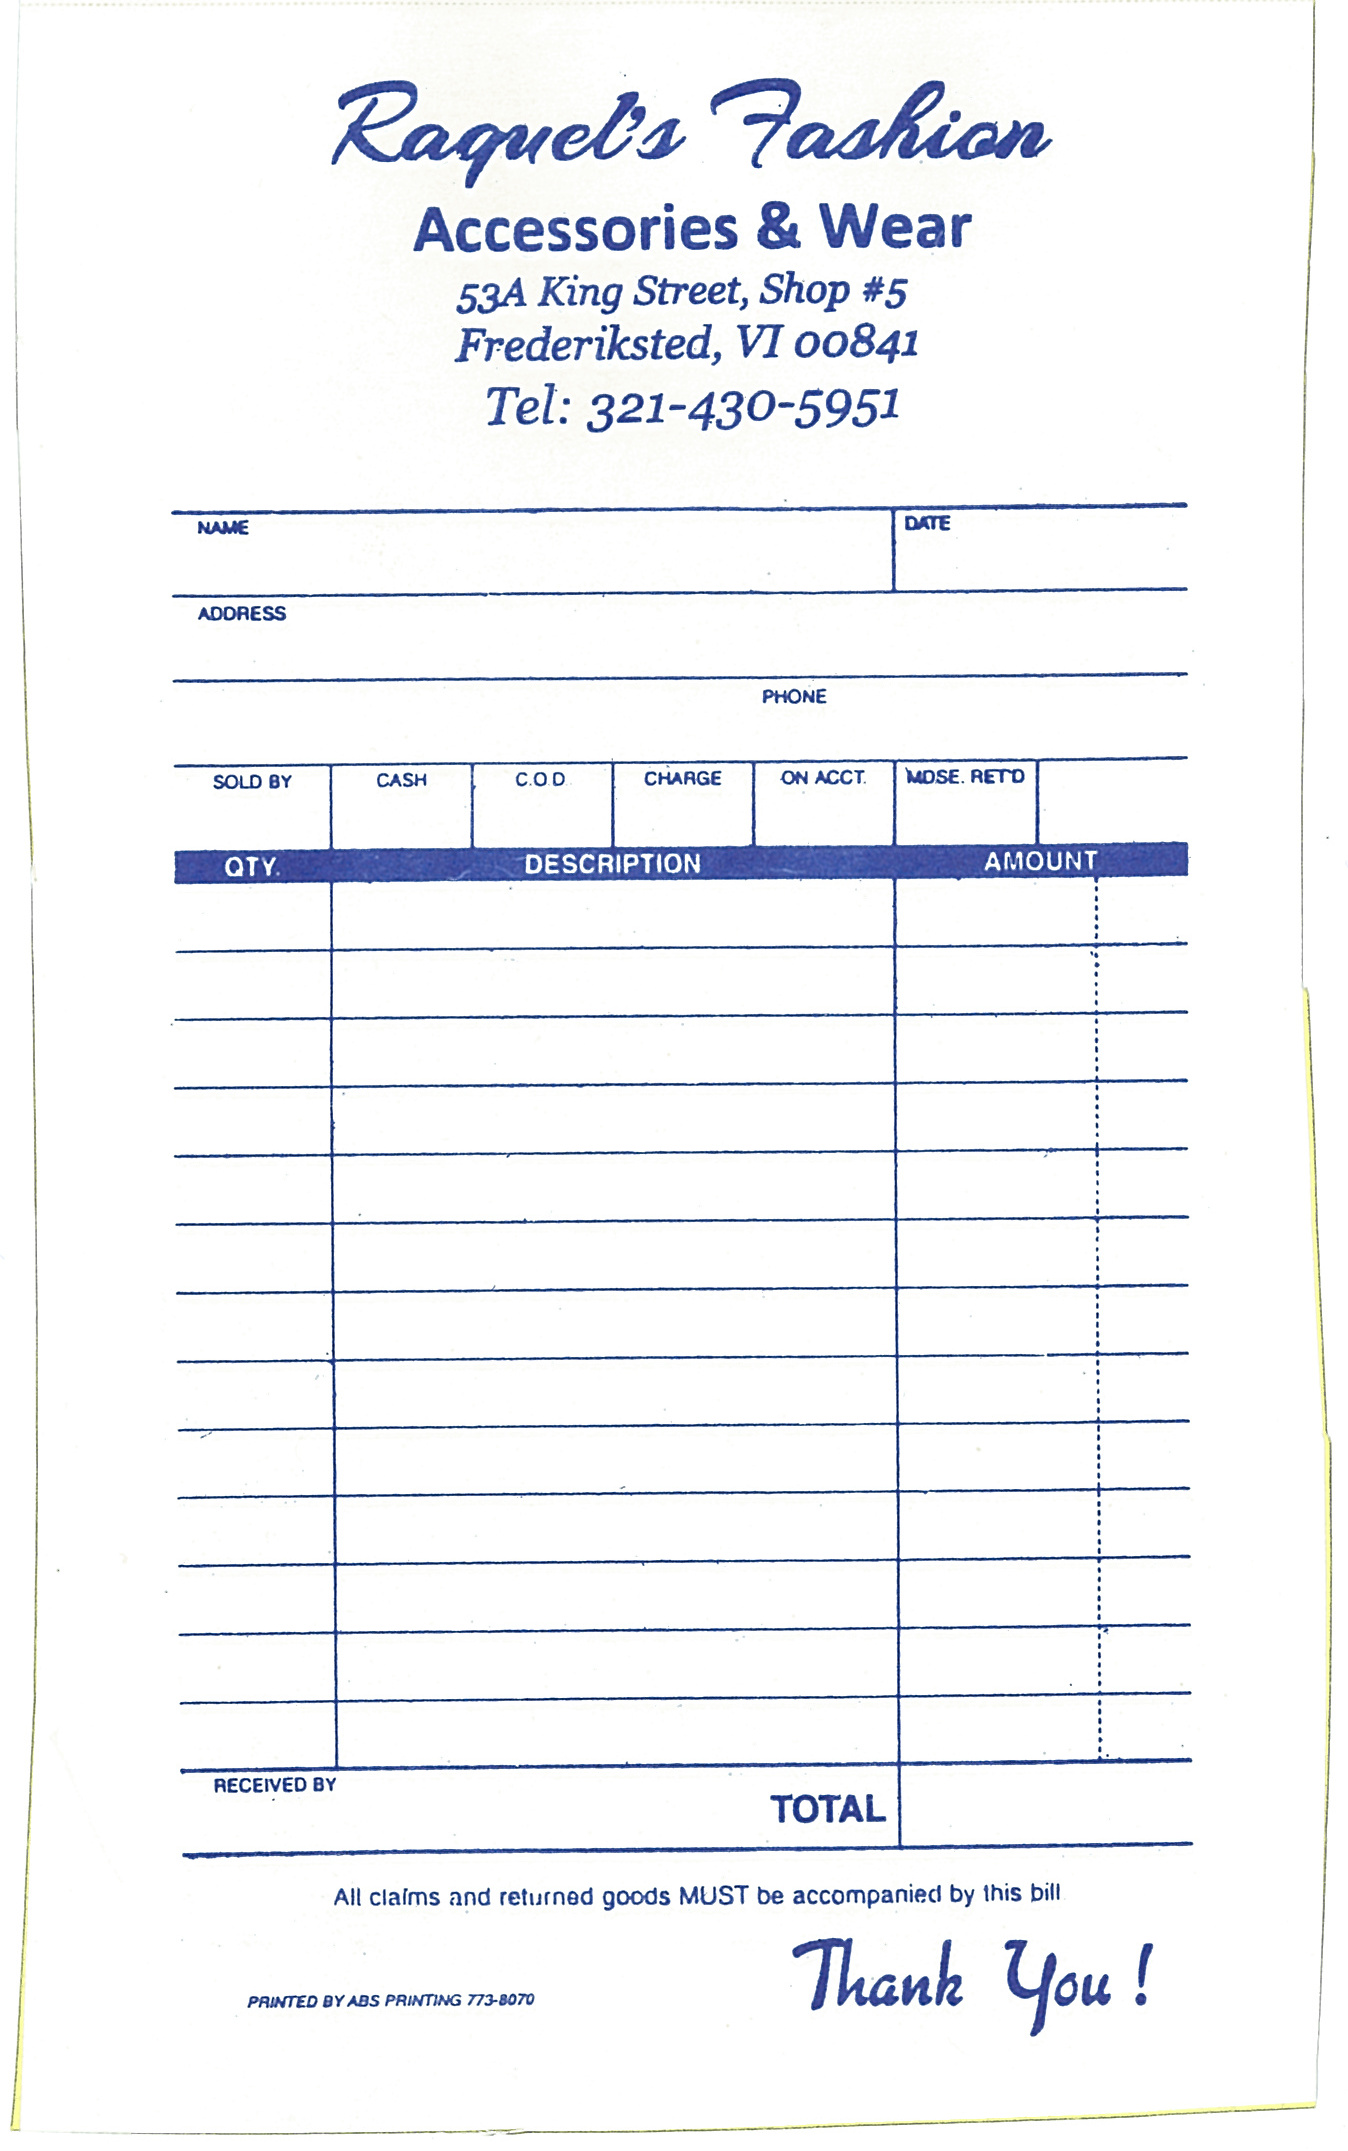 Raquel's Fashion
Accessories & Wear
53A King Street, Shop #5
Frederiksted, VI 00841
Tel: 321-430-5951
NAME DATE
ADDRESS
PHONE
SOLD BY CASH C.O.D. CHARGE ON ACCT. MDSE. RET'D
QTY. DESCRIPTION AMOUNT
RECEIVED BY TOTAL
All claims and returned goods MUST be accompanied by this bill
Thank You !
PRINTED BY ABS PRINTING 773-8070